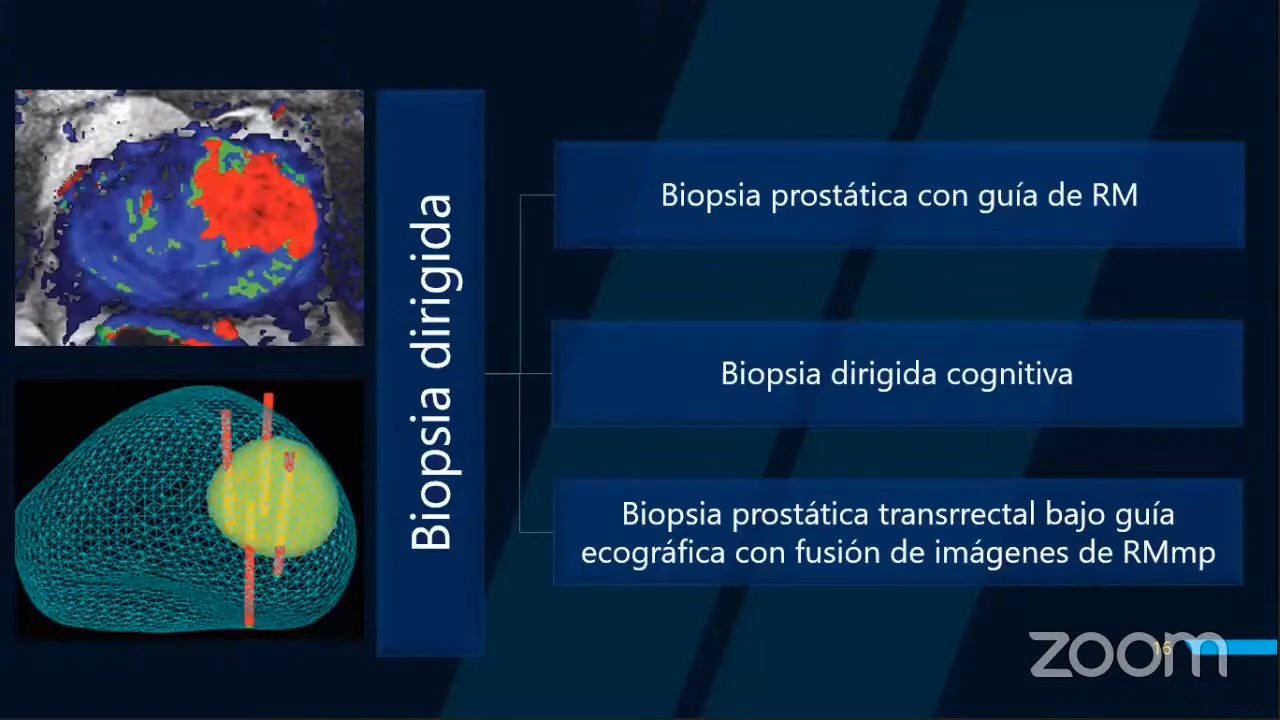 Biopsia dirigida
Biopsia prostática con guía de RM
Biopsia dirigida cognitiva
Biopsia prostática transrrectal bajo guía
ecográfica con fusión de imágenes de RMmp
16
zoom